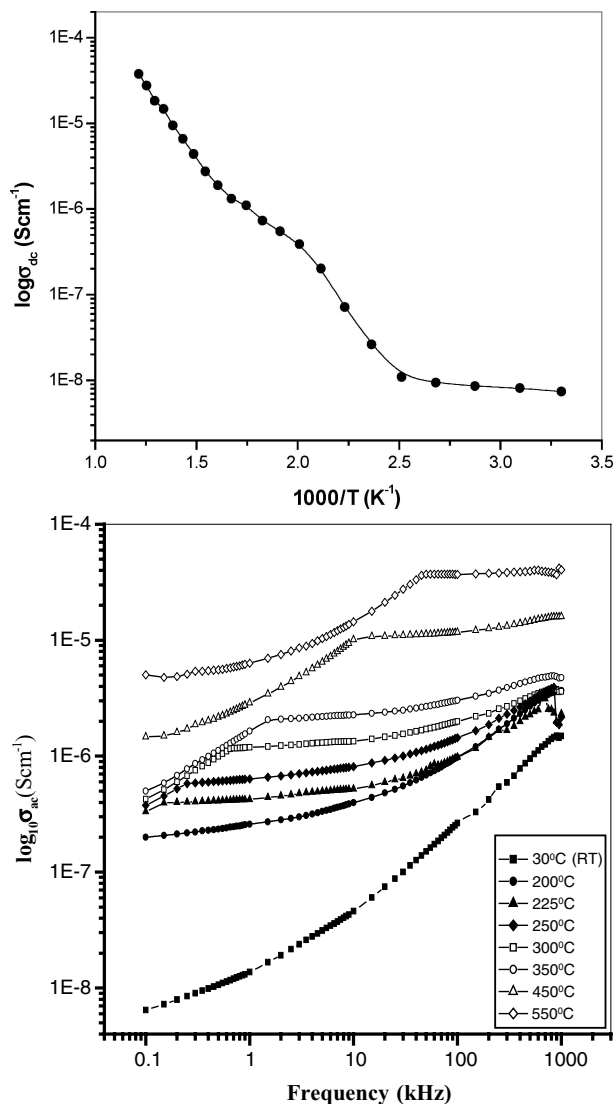 1E-4
1E-5
1E-6
1E-7
1E-8
logσdc (Scm-1)
1.0 1.5 2.0 2.5 3.0 3.5
1000/T (K-1)
1E-4
1E-5
1E-6
1E-7
1E-8
log10σac(Scm-1)
30⁰C (RT)
200⁰C
225⁰C
250⁰C
300⁰C
350⁰C
450⁰C
550⁰C
0.1 1 10 100 1000
Frequency (kHz)